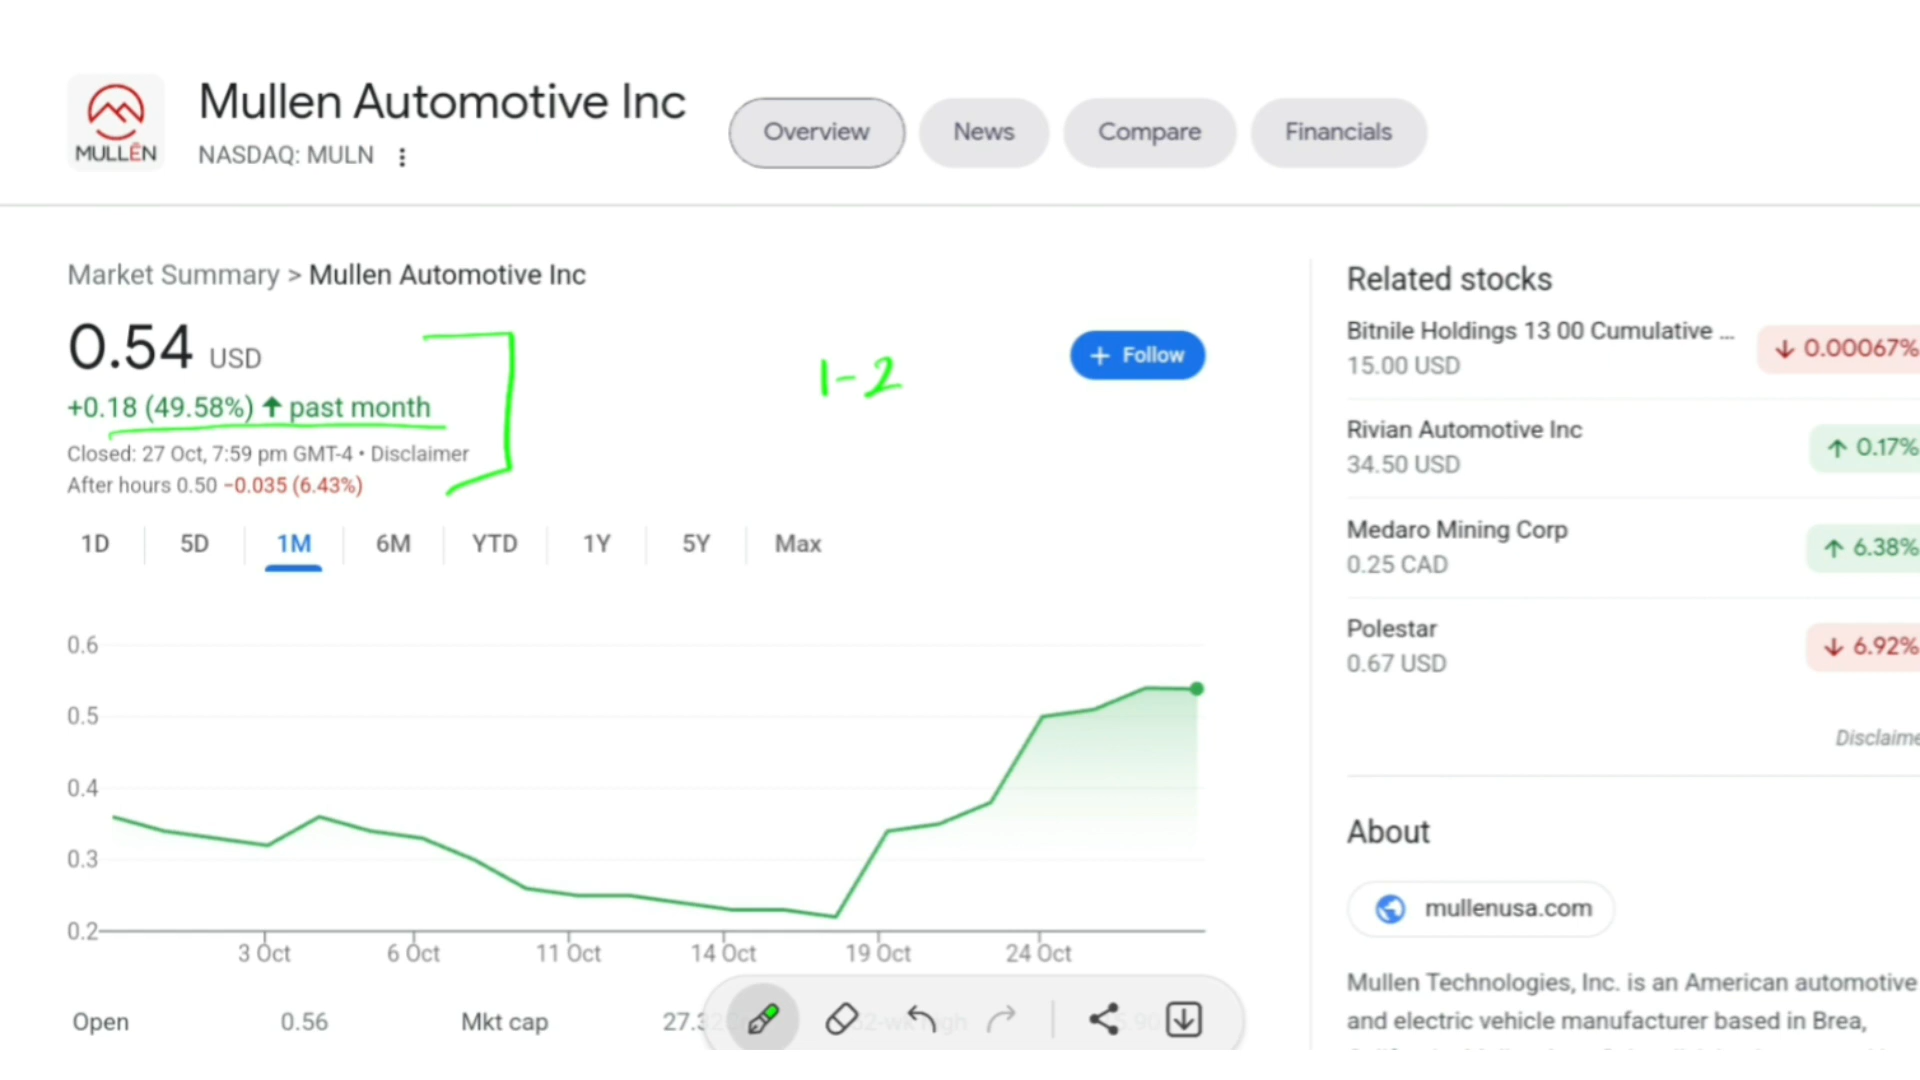 MULLEN
Mullen Automotive Inc
NASDAQ: MULN
Overview
News
Compare
Financials
Market Summary > Mullen Automotive Inc
0.54 USD
+0.18 (49.58%) ↑ past month
Closed: 27 Oct, 7:59 pm GMT-4 • Disclaimer
After hours 0.50 −0.035 (6.43%)
1-2
+ Follow
1D
5D
1M
6M
YTD
1Y
5Y
Max
0.6
0.5
0.4
0.3
0.2
3 Oct
6 Oct
11 Oct
14 Oct
19 Oct
24 Oct
Open 0.56
Mkt cap
Related stocks
Bitnile Holdings 13 00 Cumulative ...
15.00 USD
↓ 0.00067%
Rivian Automotive Inc
34.50 USD
↑ 0.17%
Medaro Mining Corp
0.25 CAD
↑ 6.38%
Polestar
0.67 USD
↓ 6.92%
Disclaime
About
mullenusa.com
Mullen Technologies, Inc. is an American automotive
and electric vehicle manufacturer based in Brea,